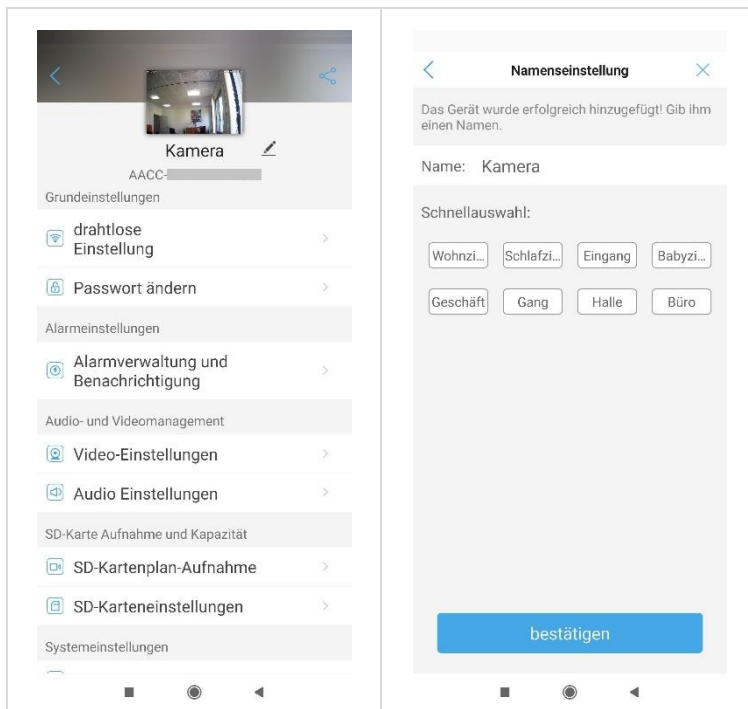 Kamera
AACC-
Grundeinstellungen
drahtlose
Einstellung
Passwort ändern
Alarmeinstellungen
Alarmverwaltung und
Benachrichtigung
Audio- und Videomanagement
Video-Einstellungen
Audio Einstellungen
SD-Karte Aufnahme und Kapazität
SD-Kartenplan-Aufnahme
SD-Karteneinstellungen
Systemeinstellungen
Namenseinstellung
Das Gerät wurde erfolgreich hinzugefügt! Gib ihm
einen Namen.
Name: Kamera
Schnellauswahl:
Wohnzi... Schlafzi... Eingang Babyzi...
Geschäft Gang Halle Büro
bestätigen